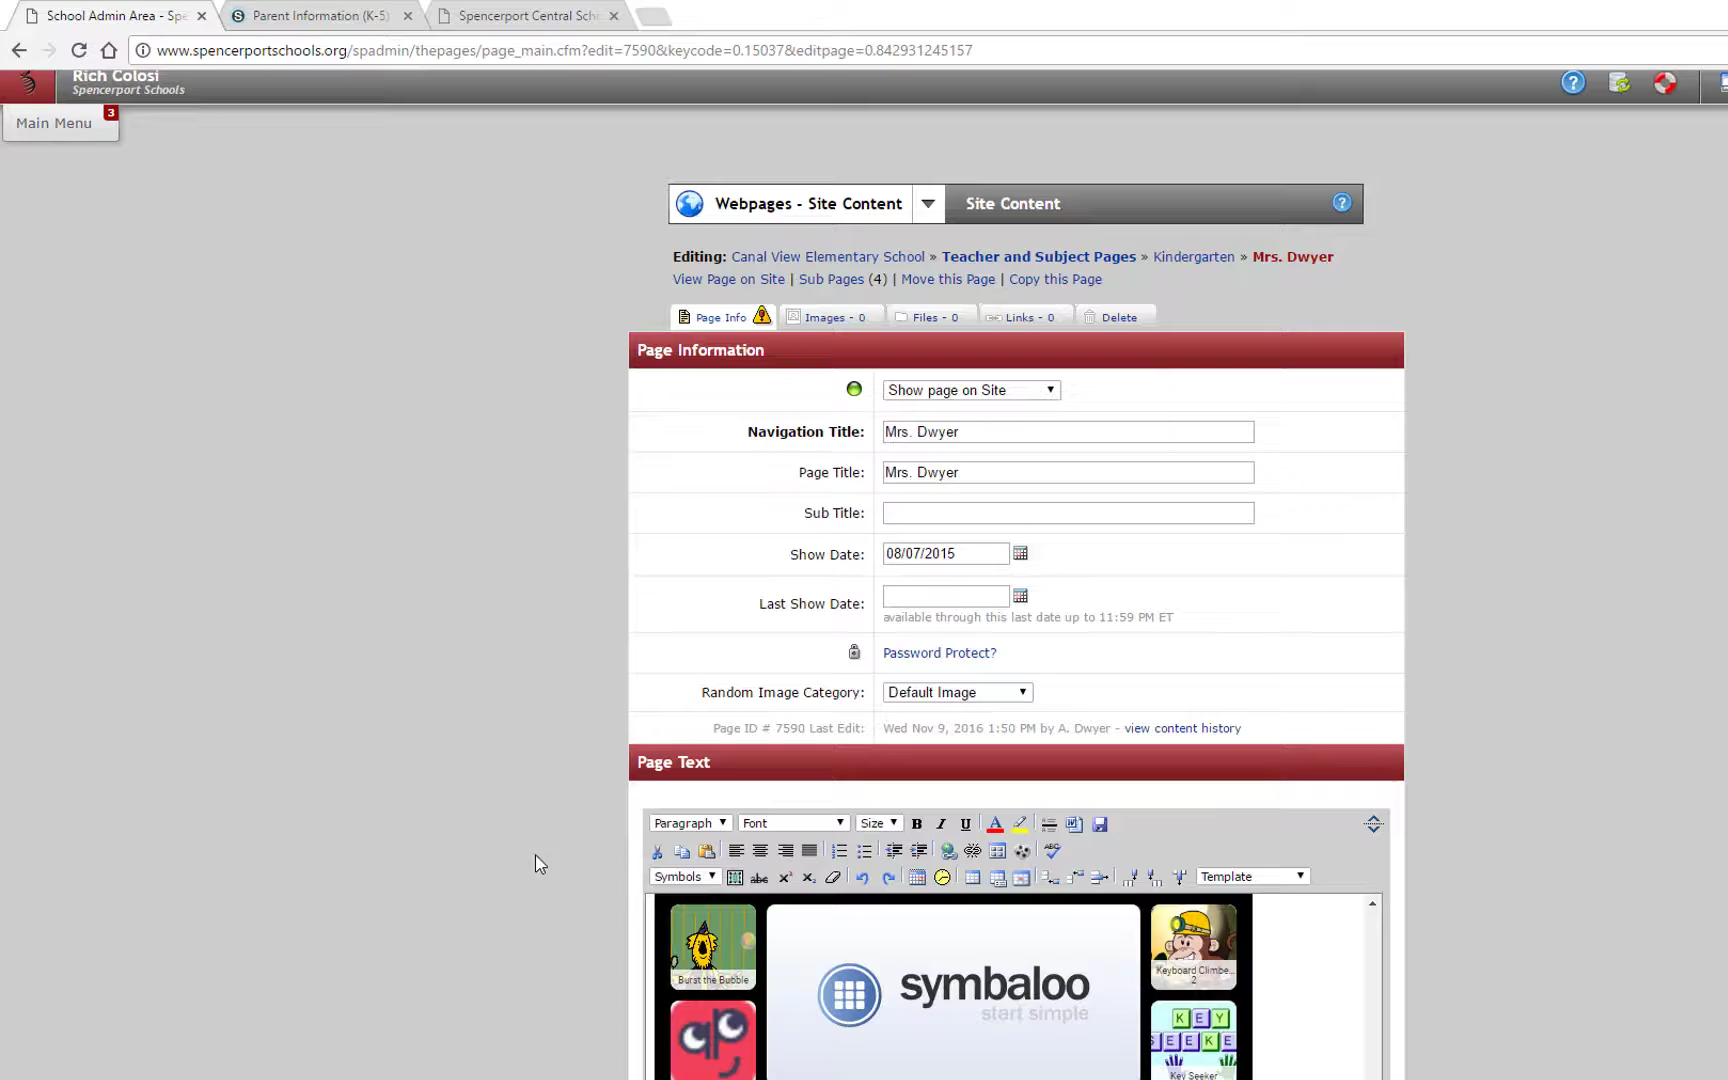 School Admin Area - Spe
Parent Information (K-5)
Spencerport Central Sch
www.spencerportschools.org/spadmin/thepages/page_main.cfm?edit=7590&keycode=0.15037&editpage=0.842931245157
Rich Colosi
Spencerport Schools
Main Menu
3
Webpages - Site Content
Site Content
Editing: Canal View Elementary School » Teacher and Subject Pages » Kindergarten » Mrs. Dwyer
View Page on Site | Sub Pages (4) | Move this Page | Copy this Page
Page Info
Images - 0
Files - 0
Links - 0
Delete
Page Information
Show page on Site
Navigation Title: Mrs. Dwyer
Page Title: Mrs. Dwyer
Sub Title:
Show Date: 08/07/2015
Last Show Date:
available through this last date up to 11:59 PM ET
Password Protect?
Random Image Category: Default Image
Page ID # 7590 Last Edit: Wed Nov 9, 2016 1:50 PM by A. Dwyer - view content history
Page Text
Paragraph Font Size B I U A
ABC
Symbols abc x² x₂ Template
Burst the Bubble
symbaloo
start simple
Keyboard Climbe...
2
KEY
SEEKE
Key Seeker